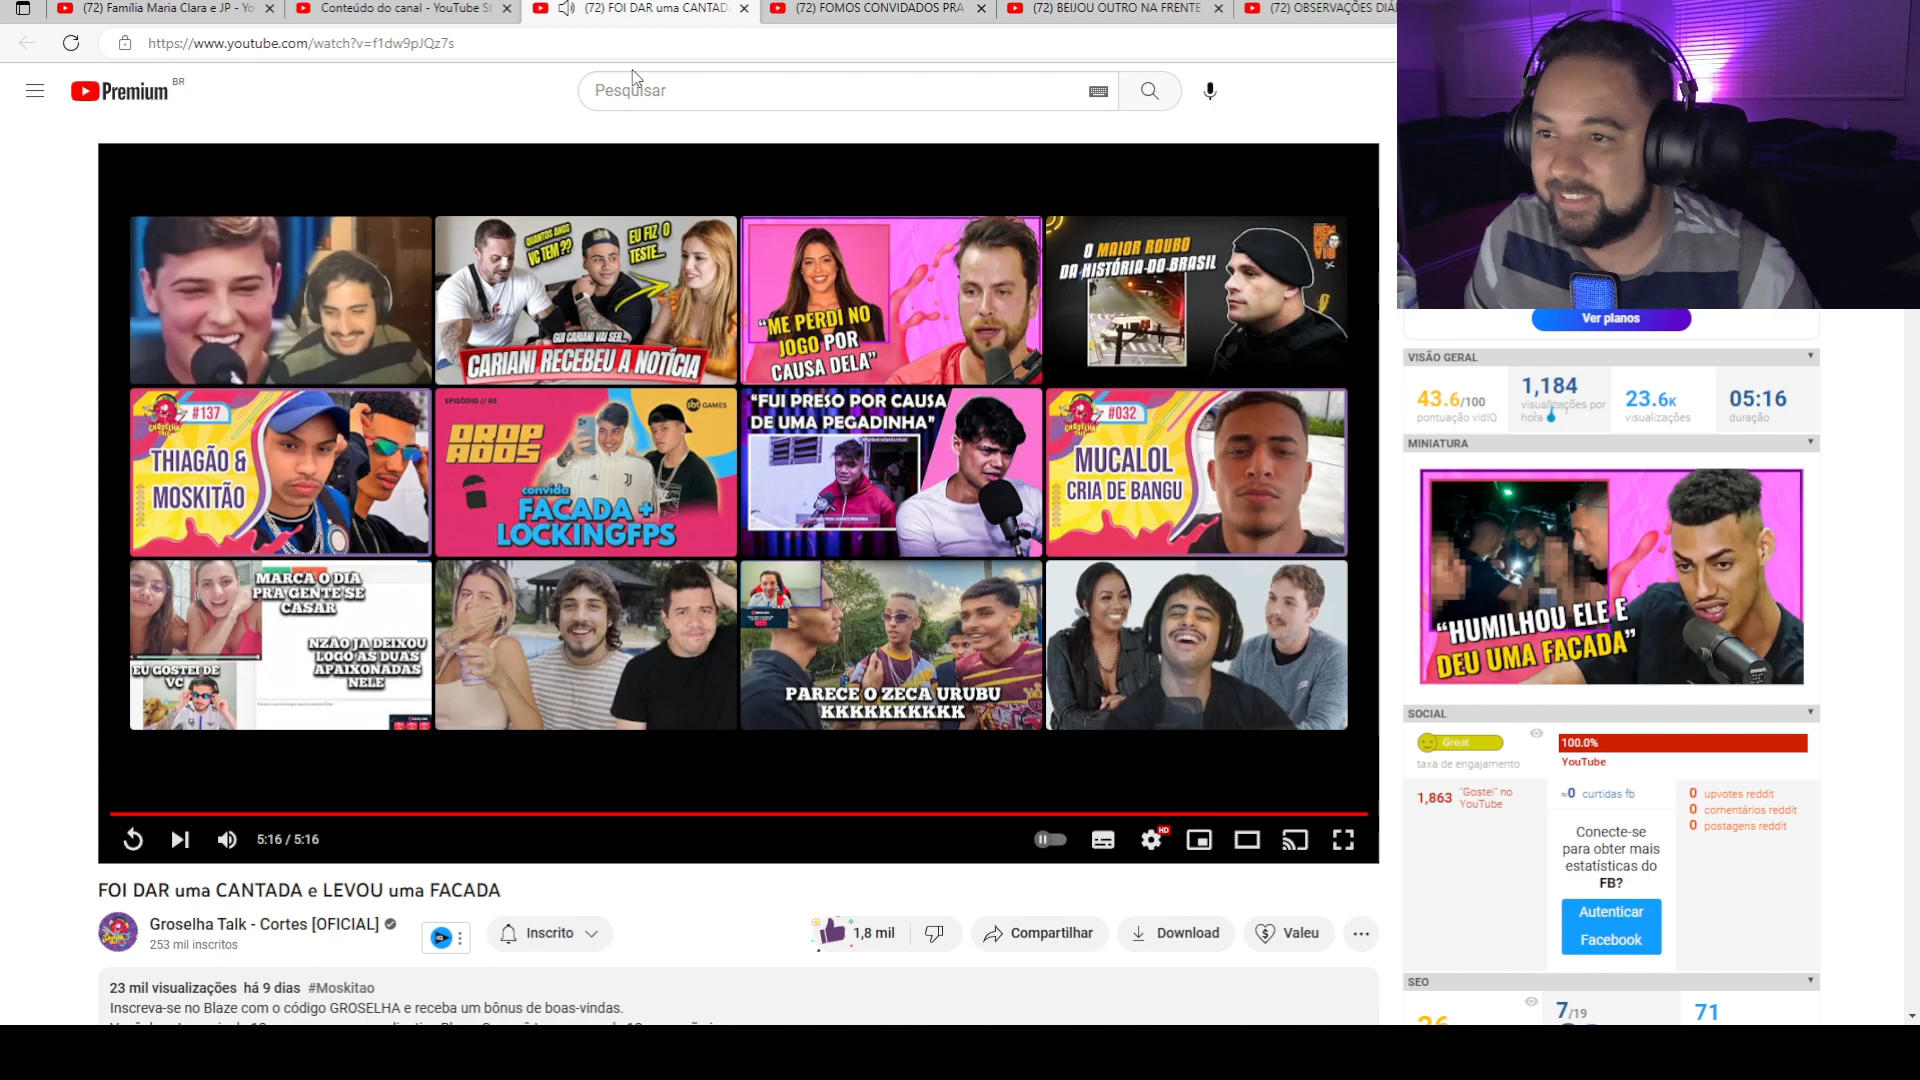 (72) Família Maria Clara e JP - Yo
Conteúdo do canal - YouTube St
(72) FOI DAR uma CANTAD
(72) FOMOS CONVIDADOS PRA
(72) BEIJOU OUTRO NA FRENTE
(72) OBSERVAÇÕES DIÁ
https://www.youtube.com/watch?v=f1dw9pJQz7s
Premium BR
Pesquisar
QUANTOS ANOS
VC TEM??
EU FIZ O
TESTE...
GUI CARIANI VAI SER...
CARIANI RECEBEU A NOTÍCIA
"ME PERDI NO
JOGO POR
CAUSA DELA"
O MAIOR ROUBO
DA HISTÓRIA DO BRASIL
#137
THIAGÃO &
MOSKITÃO
EPISÓDIO // 05
GAMES
DROP
ADOS
convida
FACADA +
LOCKINGFPS
"FUI PRESO POR CAUSA
DE UMA PEGADINHA"
#032
MUCALOL
CRIA DE BANGU
MARCA O DIA
PRA GENTE SE
CASAR
NZÃO JA DEIXOU
LOGO AS DUAS
APAIXONADAS
NELE
EU GOSTEI DE
VC
PARECE O ZECA URUBU
KKKKKKKKKK
5:16 / 5:16
HD
FOI DAR uma CANTADA e LEVOU uma FACADA
Groselha Talk - Cortes [OFICIAL]
253 mil inscritos
Inscrito
1,8 mil
Compartilhar
Download
Valeu
23 mil visualizações há 9 dias #Moskitao
Inscreva-se no Blaze com o código GROSELHA e receba um bônus de boas-vindas.
Ver planos
VISÃO GERAL
43.6/100
pontuação vidIQ
1,184
visualizações por
hora
23.6K
visualizações
05:16
duração
MINIATURA
"HUMILHOU ELE E
DEU UMA FACADA"
SOCIAL
Great
taxa de engajamento
100.0%
YouTube
1,863 "Gostei" no
YouTube
≈0 curtidas fb
Conecte-se
para obter mais
estatísticas do
FB?
Autenticar
Facebook
0 upvotes reddit
0 comentários reddit
0 postagens reddit
SEO
7/19
71